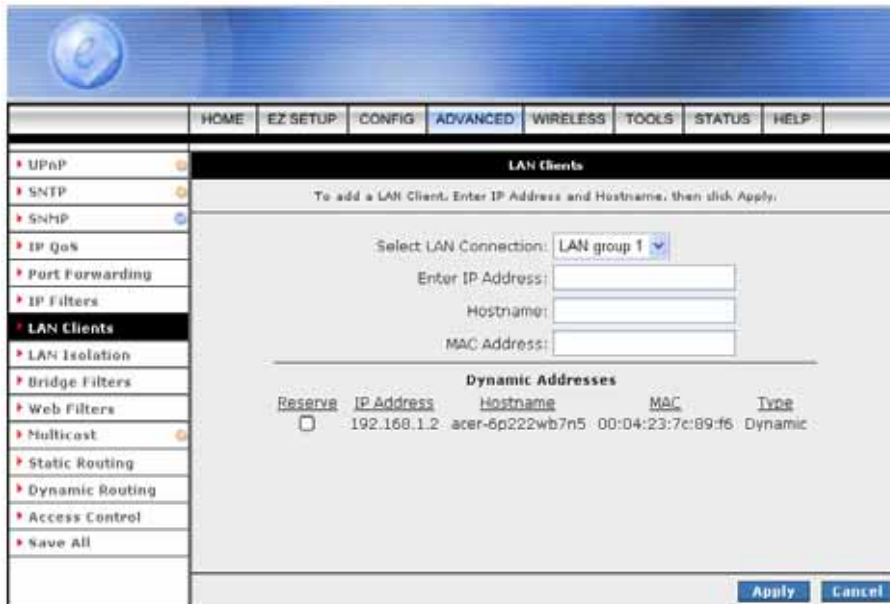 e
HOME EZ SETUP CONFIG ADVANCED WIRELESS TOOLS STATUS HELP
UPnP
SNTP
SNMP
IP QoS
Port Forwarding
IP Filters
LAN Clients
LAN Isolation
Bridge Filters
Web Filters
Multicast
Static Routing
Dynamic Routing
Access Control
Save All
LAN Clients
To add a LAN Client, Enter IP Address and Hostname, then click Apply.
Select LAN Connection: LAN group 1
Enter IP Address:
Hostname:
MAC Address:
Dynamic Addresses
Reserve IP Address Hostname MAC Type
192.168.1.2 acer-6p222wb7n5 00:04:23:7c:89:f6 Dynamic
Apply Cancel